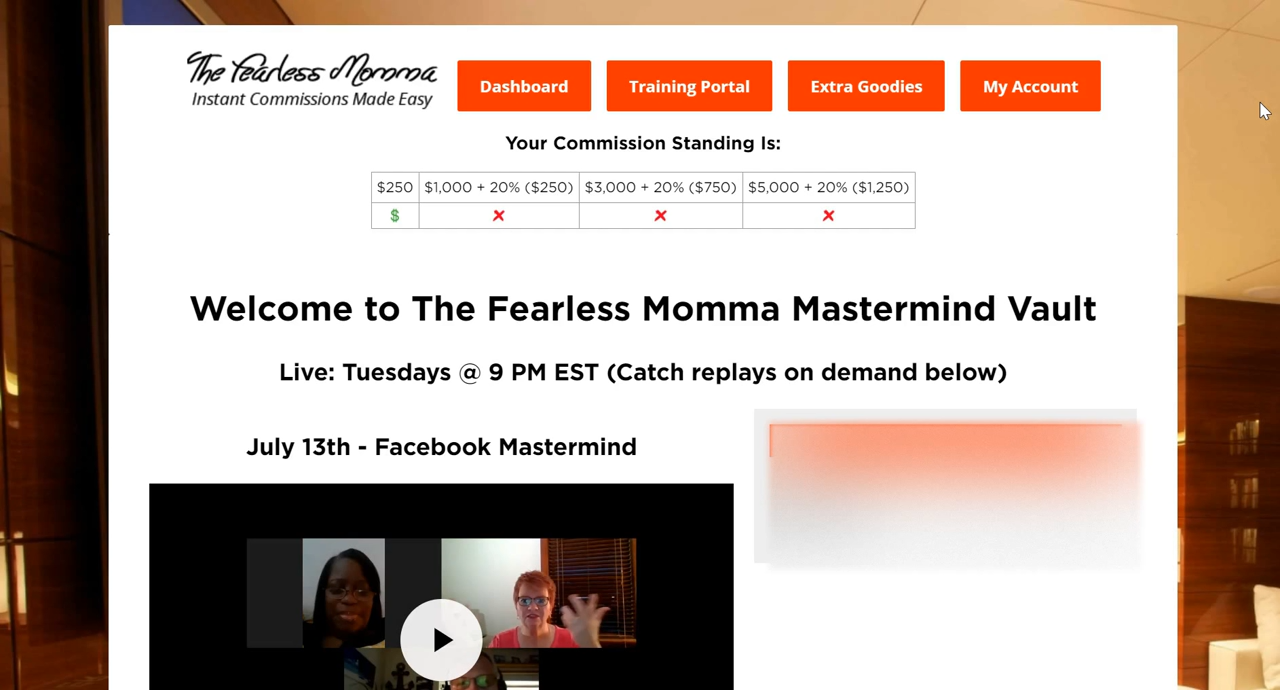 The Fearless Momma
Instant Commissions Made Easy
Dashboard
Training Portal
Extra Goodies
My Account
Your Commission Standing Is:
$250 $1,000 + 20% ($250) $3,000 + 20% ($750) $5,000 + 20% ($1,250)
$
Welcome to The Fearless Momma Mastermind Vault
Live: Tuesdays @ 9 PM EST (Catch replays on demand below)
July 13th - Facebook Mastermind